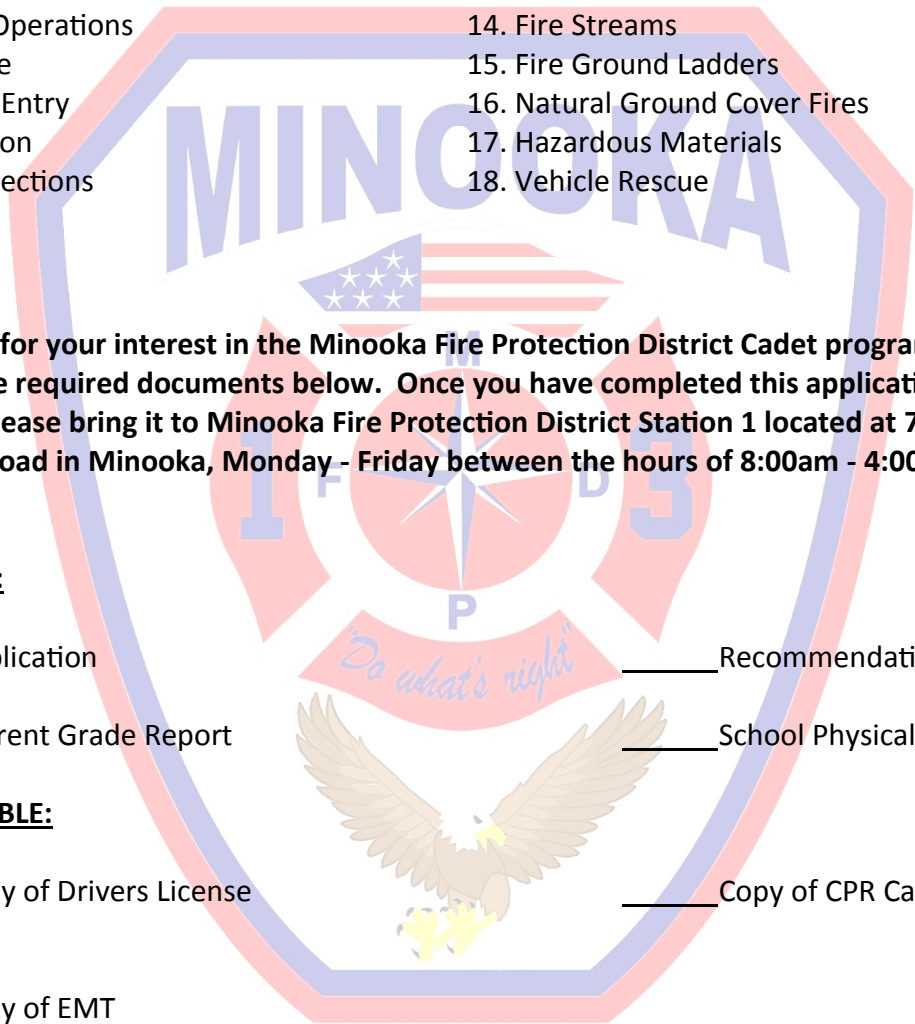 Operations 14. Fire Streams
e 15. Fire Ground Ladders
Entry 16. Natural Ground Cover Fires
on 17. Hazardous Materials
ections 18. Vehicle Rescue
MINOOKA
for your interest in the Minooka Fire Protection District Cadet program
e required documents below. Once you have completed this applicati
ease bring it to Minooka Fire Protection District Station 1 located at 7
oad in Minooka, Monday - Friday between the hours of 8:00am - 4:00
M
1 F D 3
P
:
"Do what's right"
plication ______Recommendati
rent Grade Report ______School Physical
BLE:
y of Drivers License ______Copy of CPR Ca
y of EMT